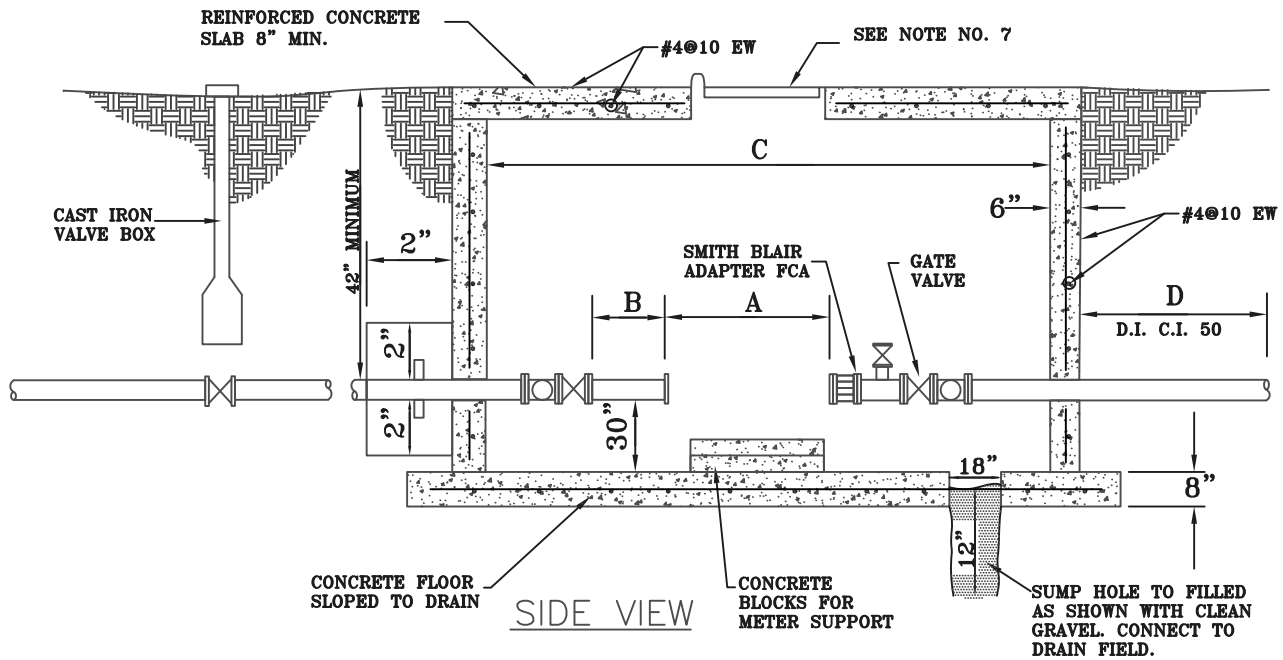 REINFORCED CONCRETE
SLAB 8" MIN.
#4@10 EW
SEE NOTE NO. 7
C
CAST IRON
VALVE BOX
42" MINIMUM
2"
6"
#4@10 EW
SMITH BLAIR
ADAPTER FCA
GATE
VALVE
B
A
D
D.I. C.I. 50
2"
2"
30"
18"
8"
12"
CONCRETE FLOOR
SLOPED TO DRAIN
CONCRETE
BLOCKS FOR
METER SUPPORT
SUMP HOLE TO FILLED
AS SHOWN WITH CLEAN
GRAVEL. CONNECT TO
DRAIN FIELD.
SIDE VIEW